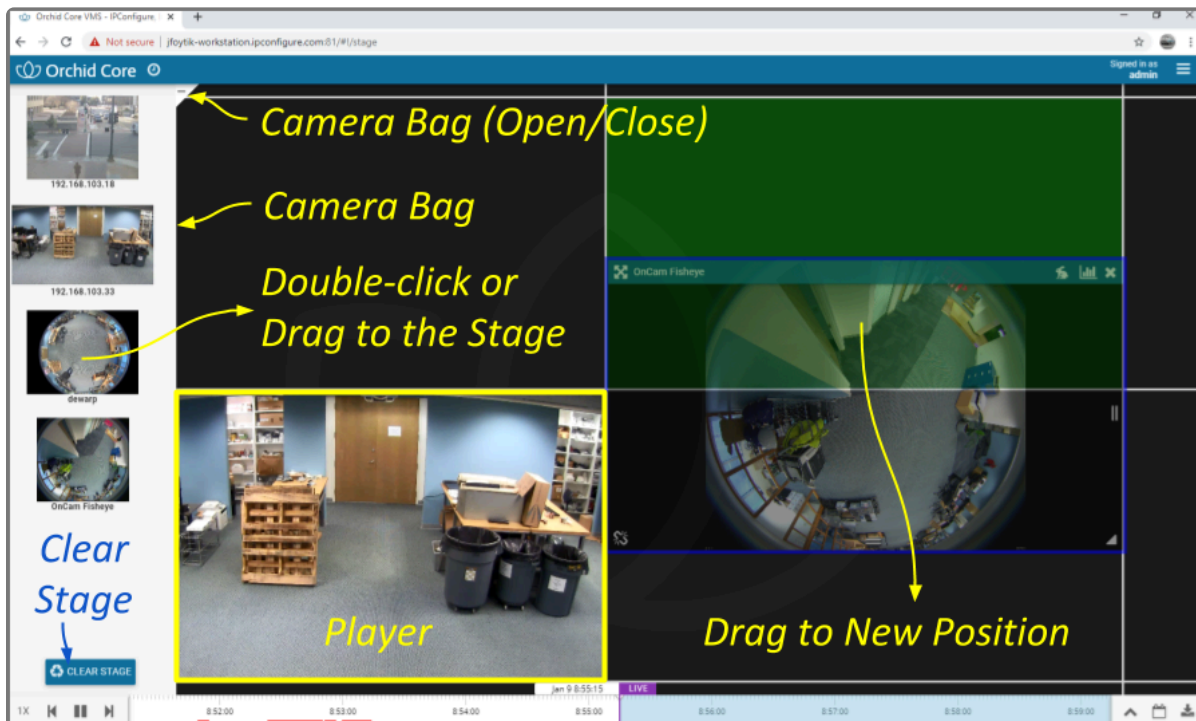 Orchid Core VMS - IPConfigure, I
Not secure | jfoytik-workstation.ipconfigure.com:81/#!/stage
Orchid Core
Signed in as
admin
Camera Bag (Open/Close)
192.168.103.18
Camera Bag
192.168.103.33
OnCam Fisheye
Double-click or
Drag to the Stage
dewarp
OnCam Fisheye
Clear
Stage
CLEAR STAGE
Player
Drag to New Position
Jan 9 8:55:15
LIVE
1X
8:52:00
8:53:00
8:54:00
8:55:00
8:56:00
8:57:00
8:58:00
8:59:00